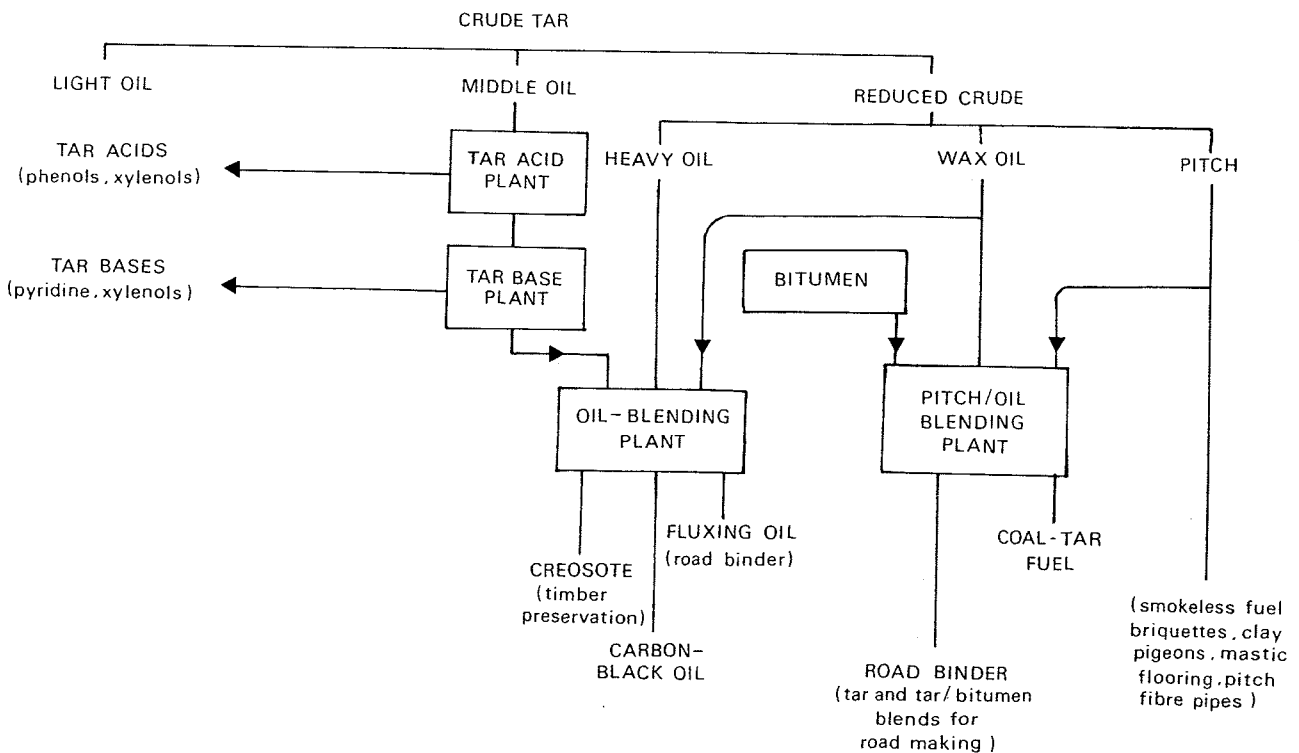 CRUDE TAR
LIGHT OIL
MIDDLE OIL
REDUCED CRUDE
TAR ACIDS
(phenols, xylenols)
TAR ACID
PLANT
HEAVY OIL
WAX OIL
PITCH
TAR BASES
(pyridine, xylenols)
TAR BASE
PLANT
BITUMEN
OIL-BLENDING
PLANT
PITCH/OIL
BLENDING
PLANT
FLUXING OIL
(road binder)
COAL-TAR
FUEL
CREOSOTE
(timber
preservation)
CARBON-
BLACK OIL
ROAD BINDER
(tar and tar/bitumen
blends for
road making)
(smokeless fuel
briquettes, clay
pigeons, mastic
flooring, pitch
fibre pipes)